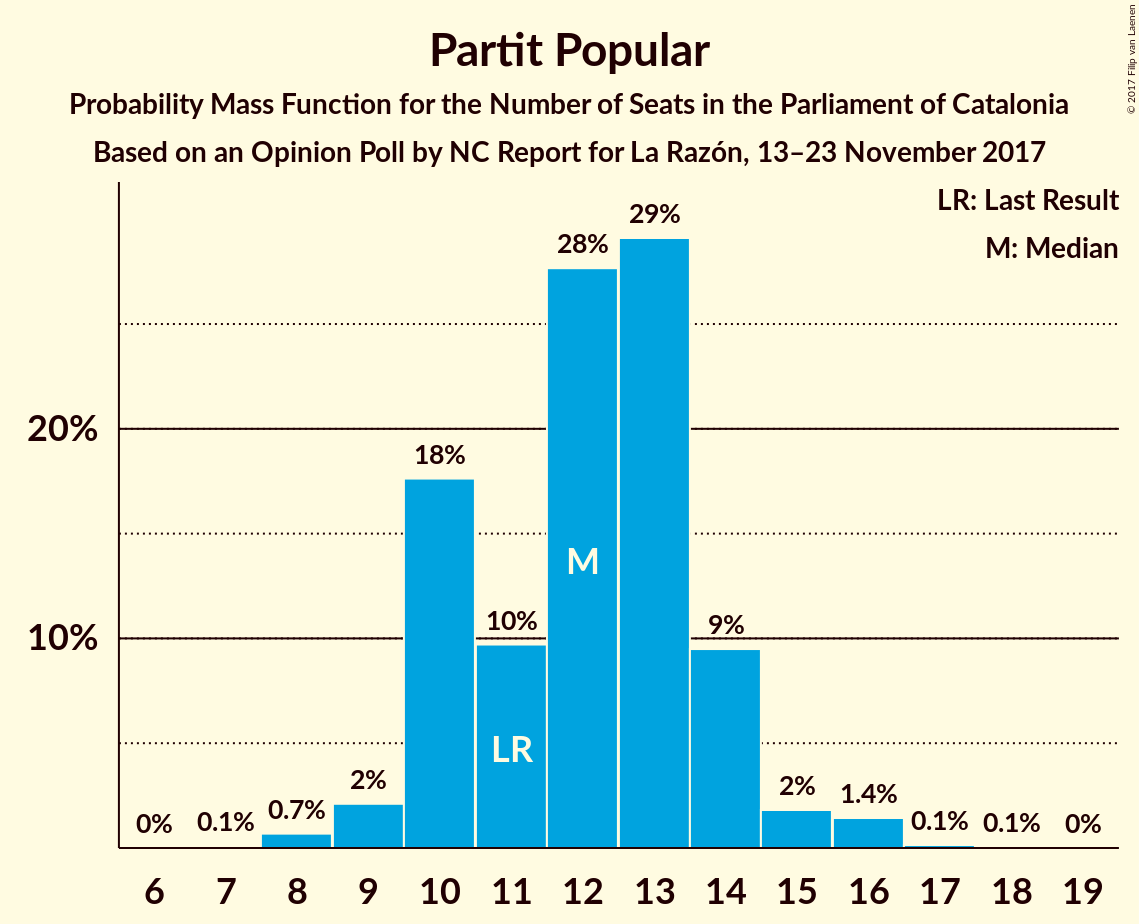 Partit Popular
Probability Mass Function for the Number of Seats in the Parliament of Catalonia
Based on an Opinion Poll by NC Report for La Razón, 13–23 November 2017
© 2017 Filip van Laenen
LR: Last Result
M: Median
20%
10%
0%
0.1%
0.7%
2%
18%
10%
28%
29%
9%
2%
1.4%
0.1%
0.1%
0%
LR
M
6 7 8 9 10 11 12 13 14 15 16 17 18 19